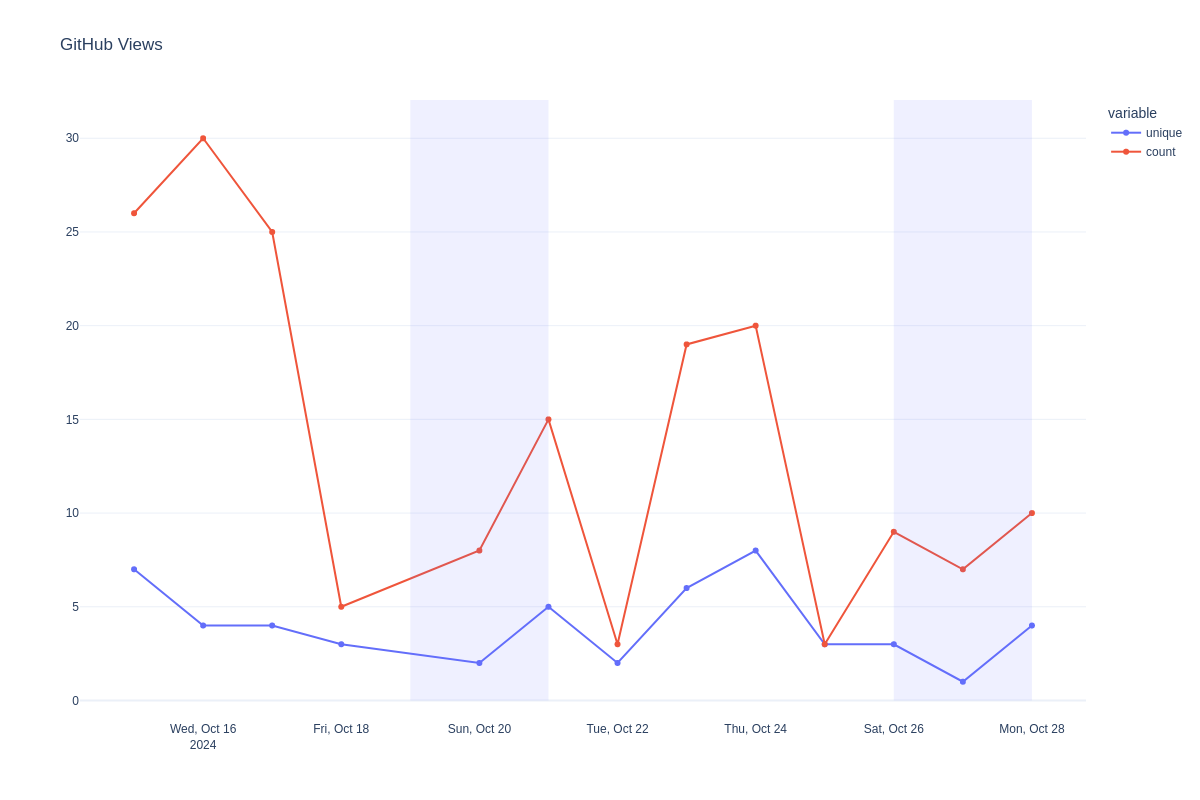 GitHub Views
variable
unique
count
30
25
20
15
10
5
0
Wed, Oct 16
2024
Fri, Oct 18
Sun, Oct 20
Tue, Oct 22
Thu, Oct 24
Sat, Oct 26
Mon, Oct 28